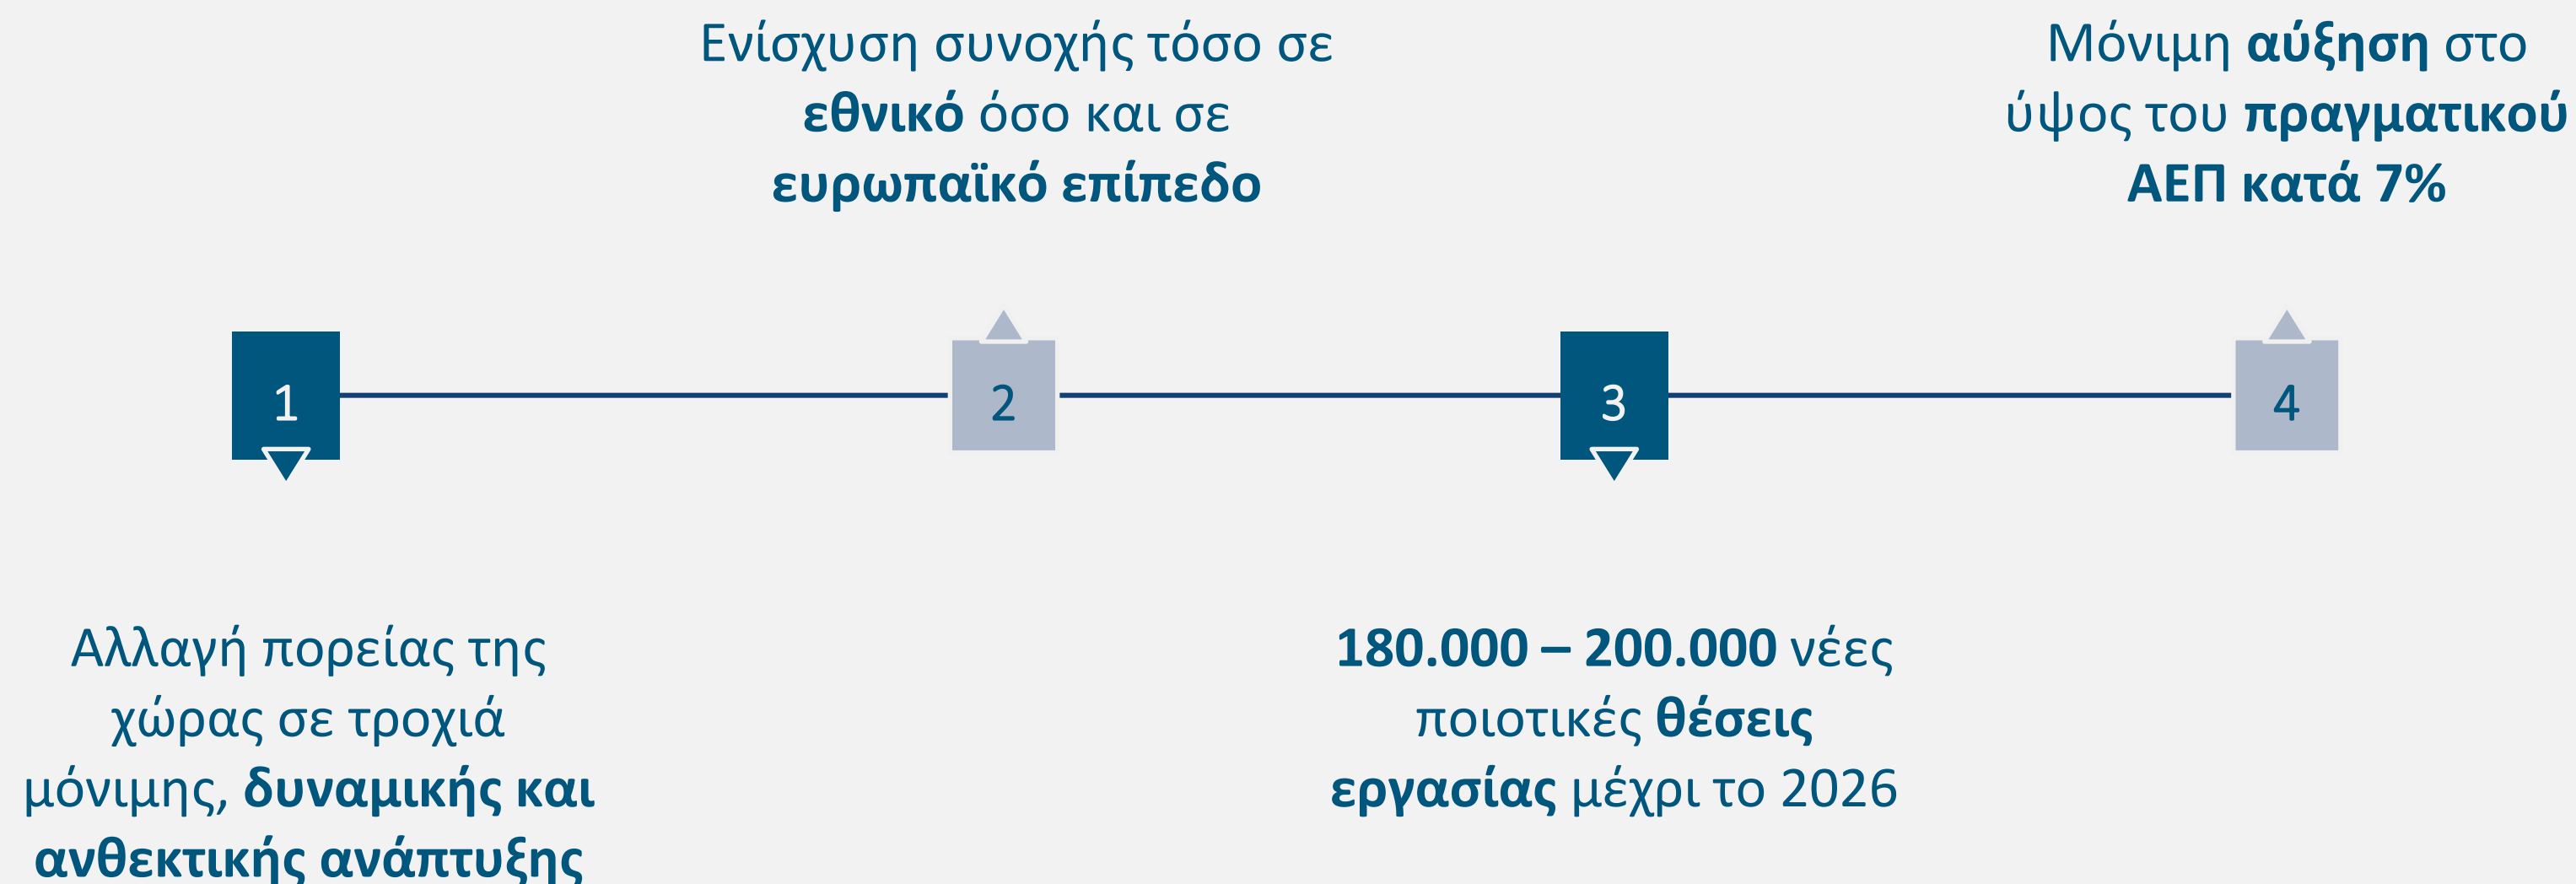 Ενίσχυση συνοχής τόσο σε
εθνικό όσο και σε
ευρωπαϊκό επίπεδο
Μόνιμη αύξηση στο
ύψος του πραγματικού
ΑΕΠ κατά 7%
1
2
3
4
Αλλαγή πορείας της
χώρας σε τροχιά
μόνιμης, δυναμικής και
ανθεκτικής ανάπτυξης
180.000 – 200.000 νέες
ποιοτικές θέσεις
εργασίας μέχρι το 2026